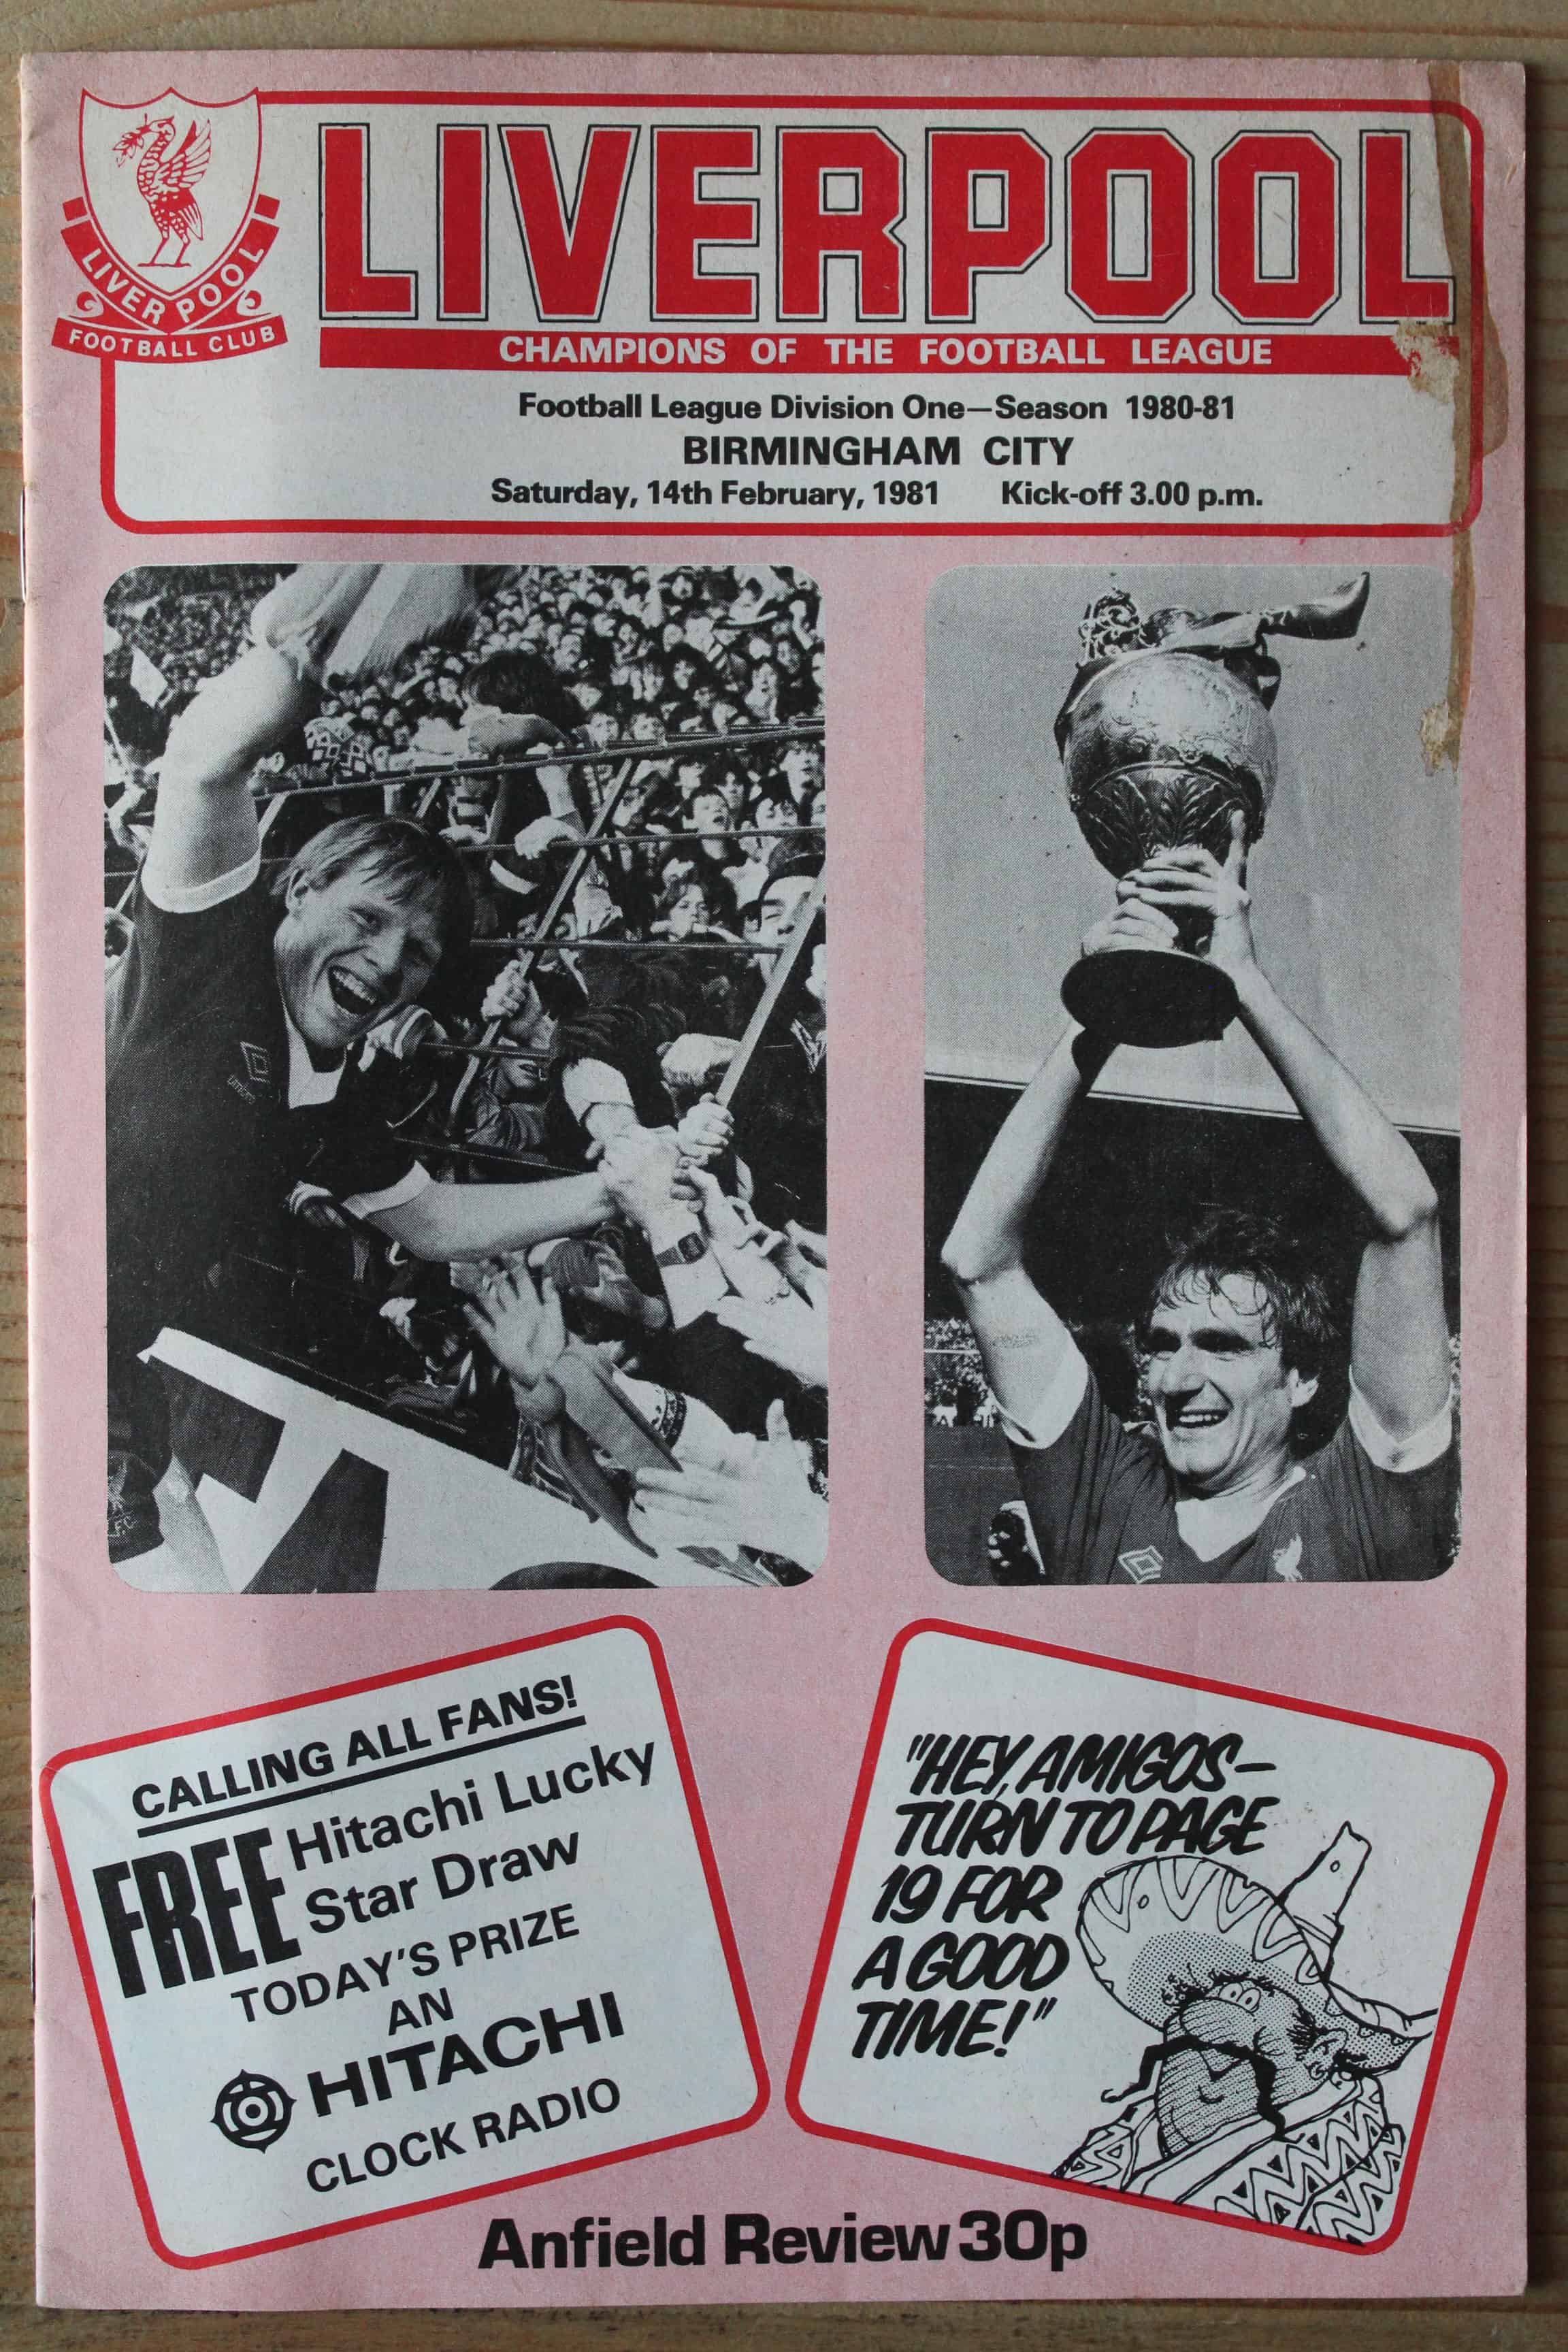 LIVERPOOL
FOOTBALL CLUB
LIVERPOOL
CHAMPIONS OF THE FOOTBALL LEAGUE
Football League Division One—Season 1980-81
BIRMINGHAM CITY
Saturday, 14th February, 1981 Kick-off 3.00 p.m.
umbro
L.F.C.
CALLING ALL FANS!
FREE Hitachi Lucky
Star Draw
TODAY'S PRIZE
AN
HITACHI
CLOCK RADIO
"HEY, AMIGOS—
TURN TO PAGE
19 FOR
A GOOD
TIME!"
Anfield Review 30p